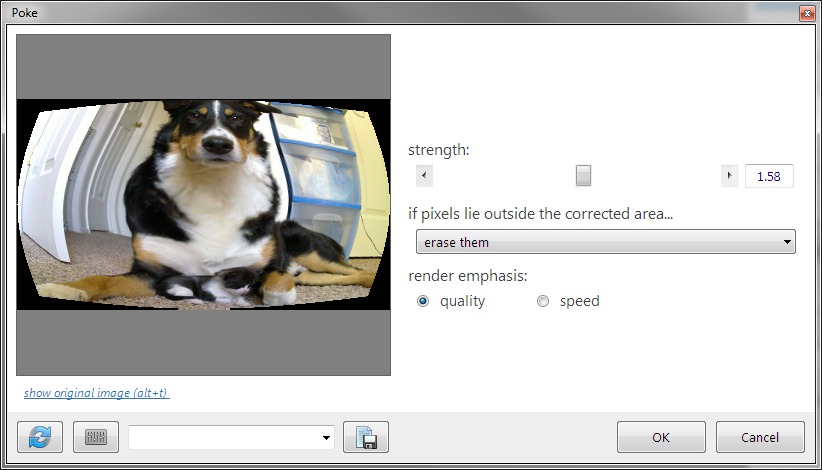 Poke
strength:
1.58
if pixels lie outside the corrected area...
erase them
render emphasis:
quality
speed
show original image (alt+t)
OK
Cancel